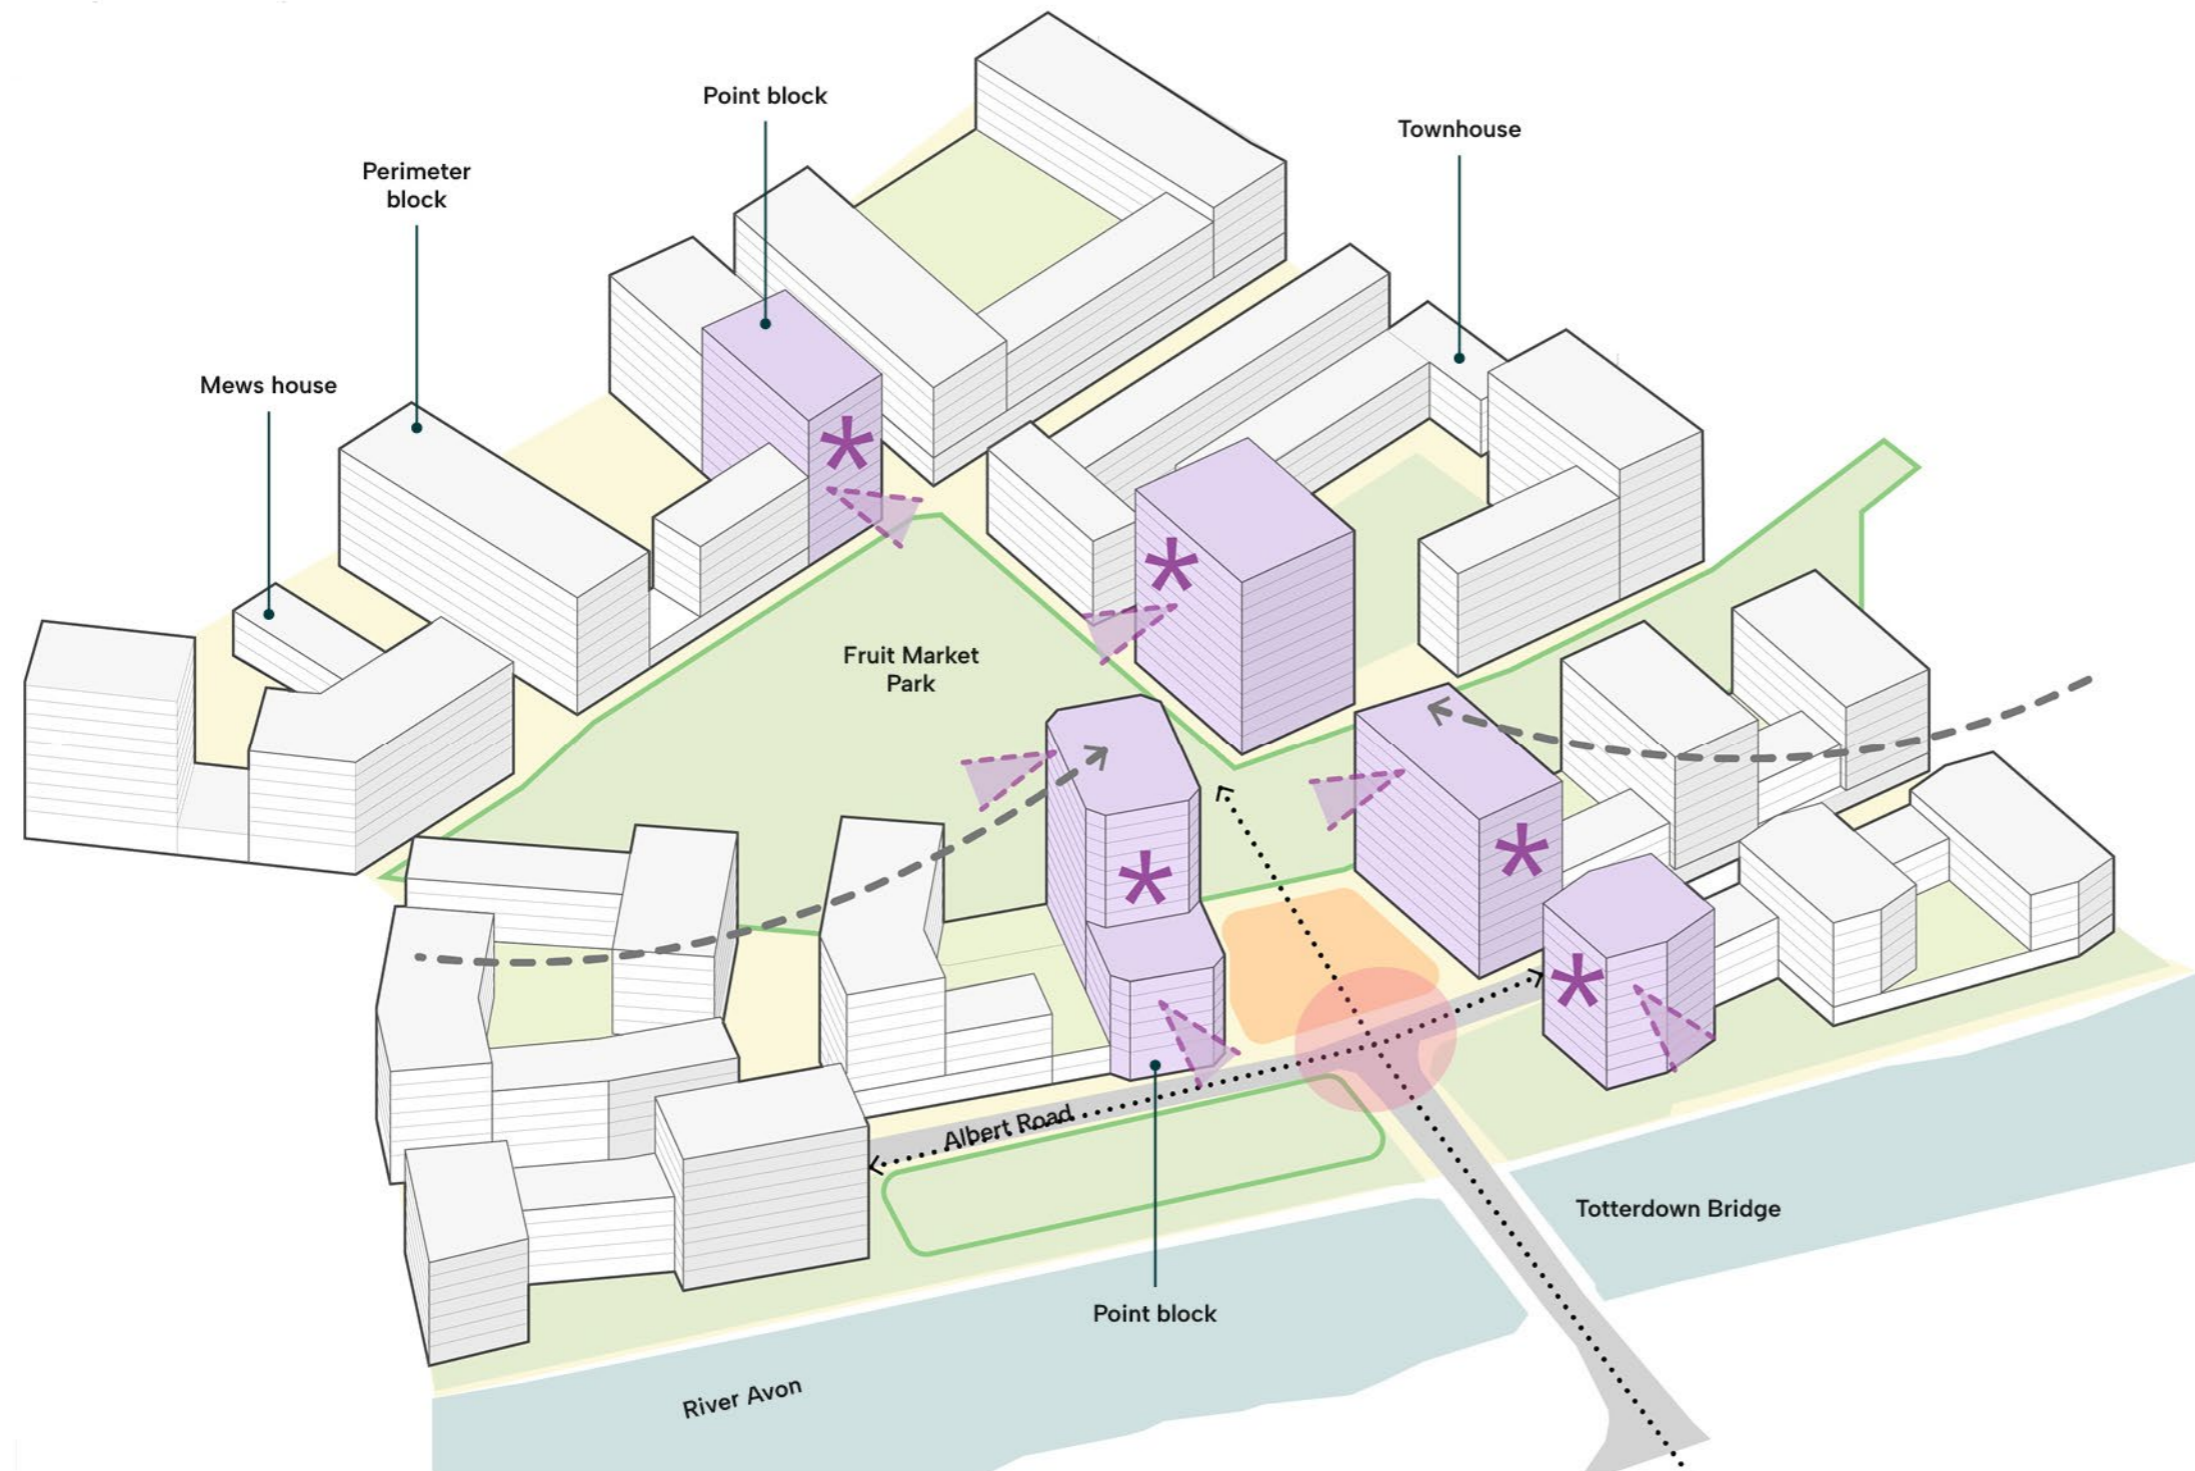 Point block
Townhouse
Perimeter
block
Mews house
Fruit Market
Park
Albert Road
Totterdown Bridge
Point block
River Avon